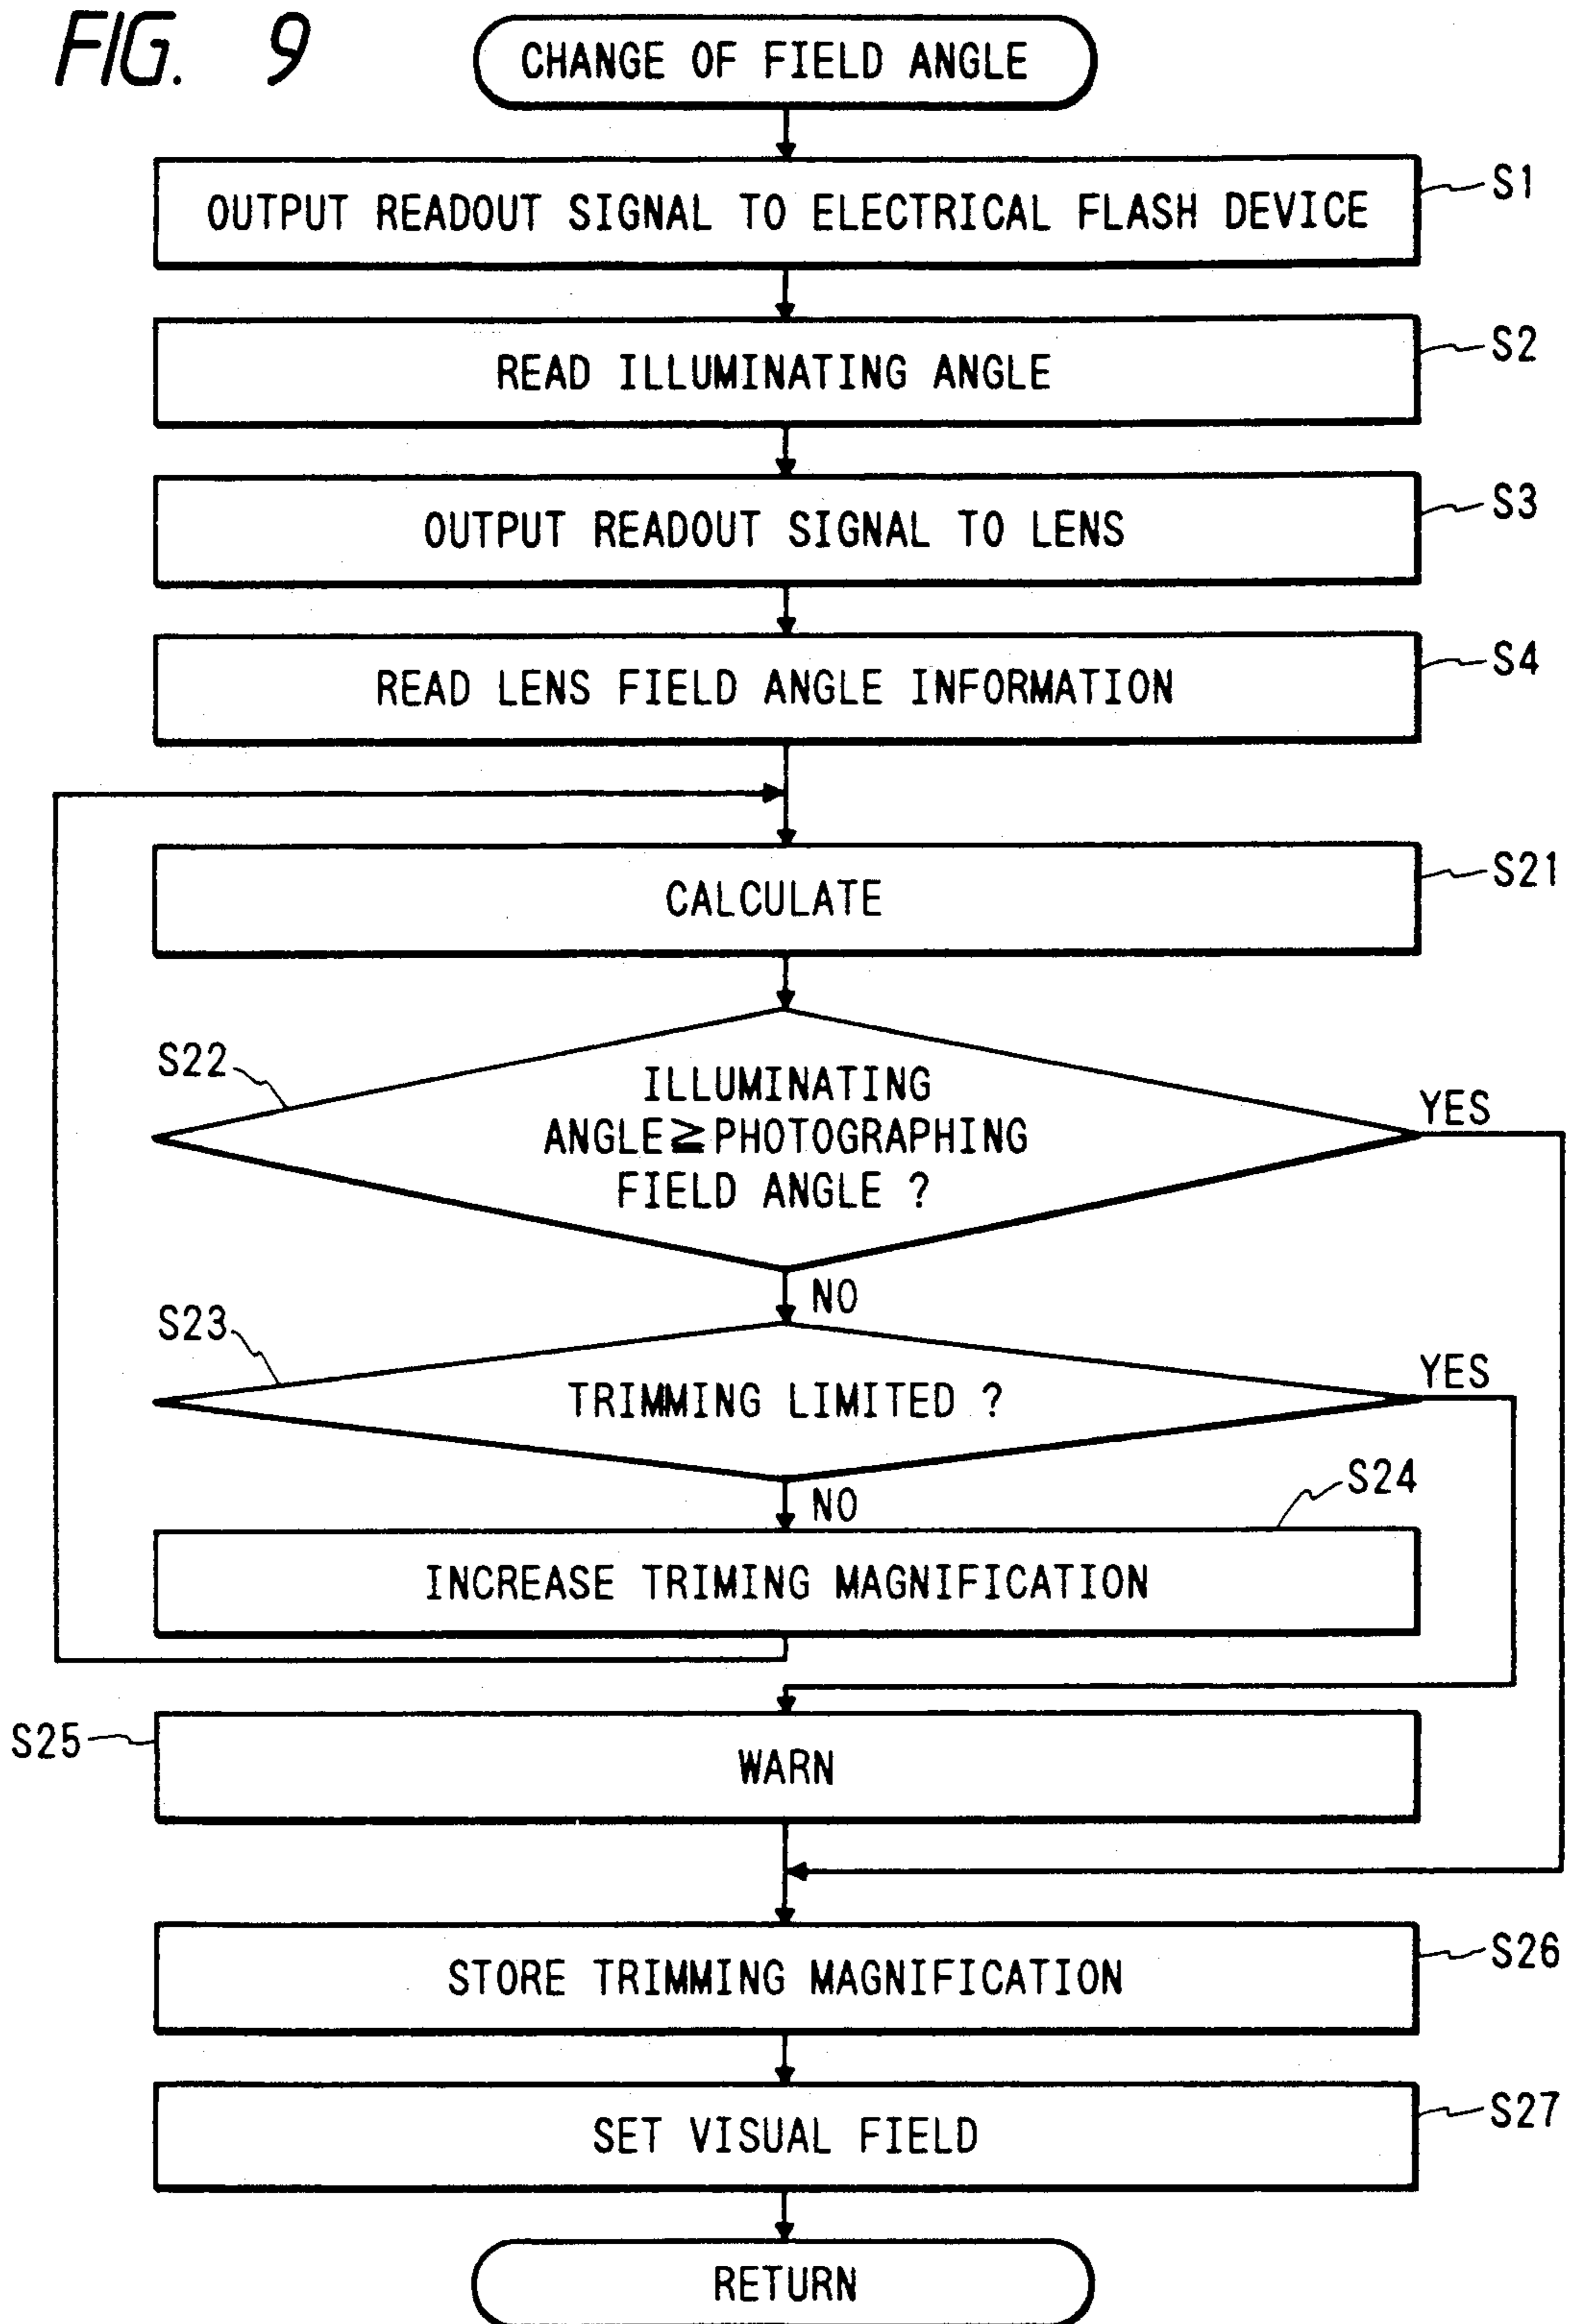 FIG. 9
CHANGE OF FIELD ANGLE
OUTPUT READOUT SIGNAL TO ELECTRICAL FLASH DEVICE
S1
READ ILLUMINATING ANGLE
S2
OUTPUT READOUT SIGNAL TO LENS
S3
READ LENS FIELD ANGLE INFORMATION
S4
CALCULATE
S21
S22
ILLUMINATING
ANGLE≧PHOTOGRAPHING
FIELD ANGLE ?
YES
NO
S23
TRIMMING LIMITED ?
YES
NO
S24
INCREASE TRIMING MAGNIFICATION
S25
WARN
STORE TRIMMING MAGNIFICATION
S26
SET VISUAL FIELD
S27
RETURN